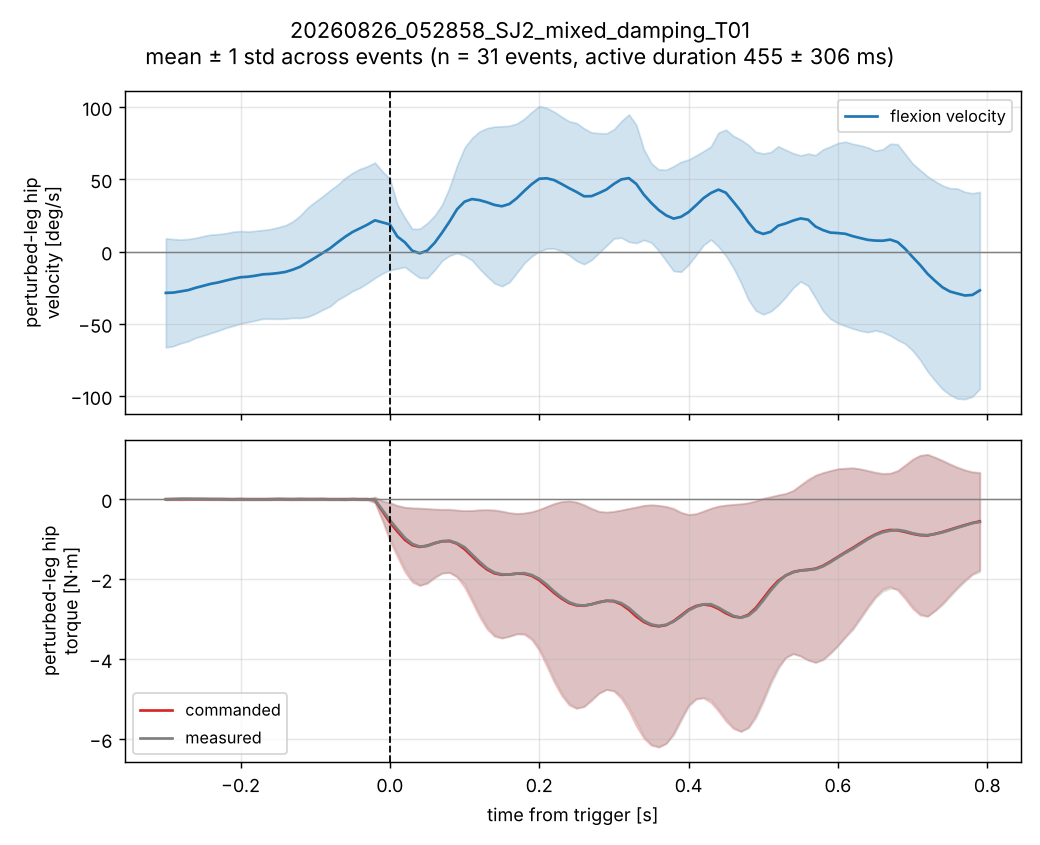 20260826_052858_SJ2_mixed_damping_T01
mean ± 1 std across events (n = 31 events, active duration 455 ± 306 ms)
perturbed-leg hip
velocity [deg/s]
100
50
0
−50
−100
flexion velocity
perturbed-leg hip
torque [N·m]
0
−2
−4
−6
commanded
measured
−0.2
0.0
0.2
0.4
0.6
0.8
time from trigger [s]